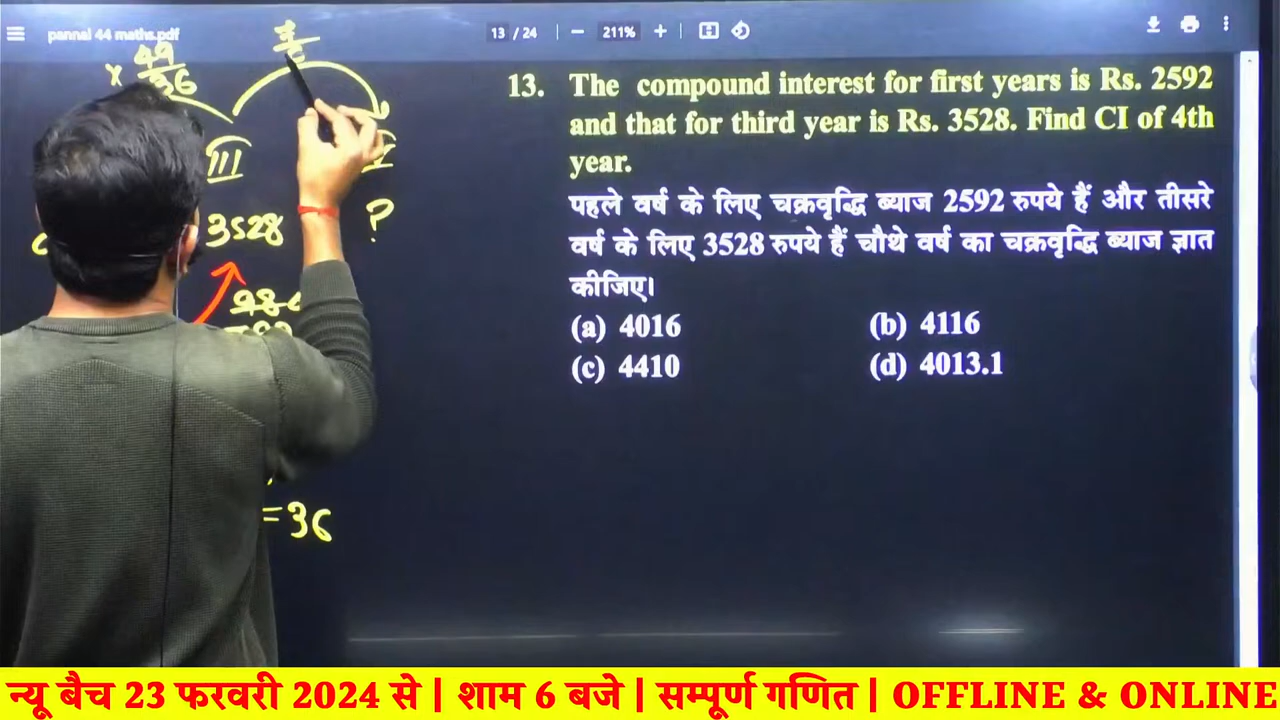 pannal 44 maths.pdf
13 / 24
211%
× 49/36
7/6
III
3528
?
= 36
13. The compound interest for first years is Rs. 2592
and that for third year is Rs. 3528. Find CI of 4th
year.
पहले वर्ष के लिए चक्रवृद्धि ब्याज 2592 रुपये हैं और तीसरे
वर्ष के लिए 3528 रुपये हैं चौथे वर्ष का चक्रवृद्धि ब्याज ज्ञात
कीजिए।
(a) 4016 (b) 4116
(c) 4410 (d) 4013.1
न्यू बैच 23 फरवरी 2024 से | शाम 6 बजे | सम्पूर्ण गणित | OFFLINE & ONLINE